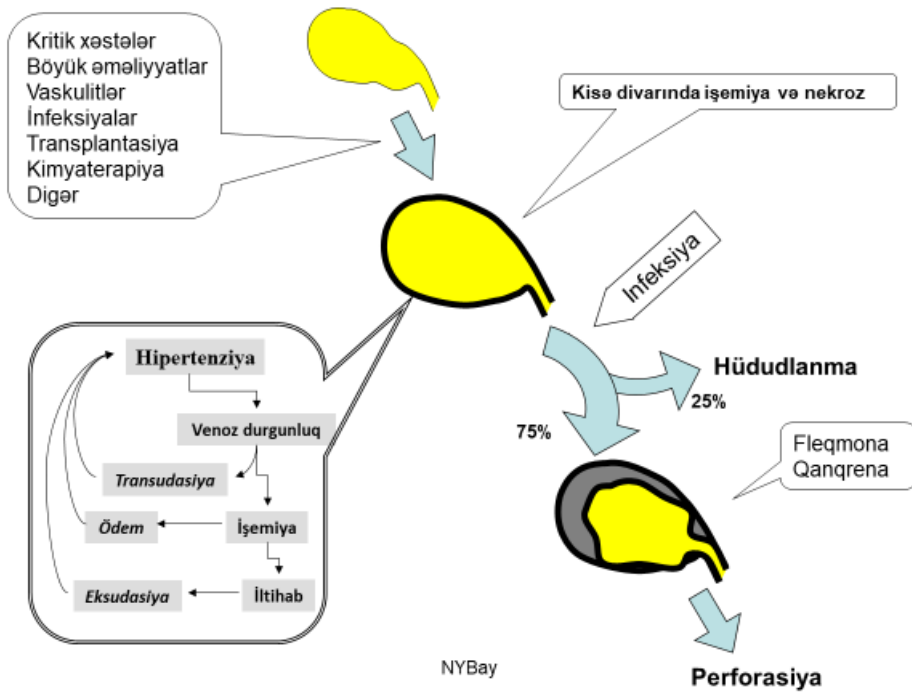 Kritik xəstələr
Böyük əməliyyatlar
Vaskulitlər
İnfeksiyalar
Transplantasiya
Kimyaterapiya
Digər
Kisə divarında işemiya və nekroz
Infeksiya
Hipertenziya
Venoz durgunluq
Transudasiya
Ödem
İşemiya
Eksudasiya
İltihab
Hüdudlanma
25%
75%
Fleqmona
Qanqrena
NYBay
Perforasiya